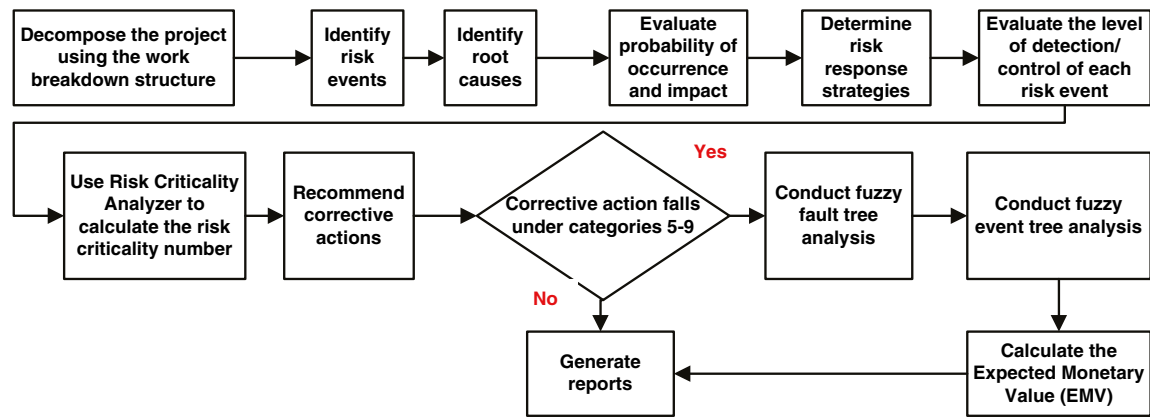 Decompose the project
using the work
breakdown structure
Identify
risk
events
Identify
root
causes
Evaluate
probability of
occurrence
and impact
Determine
risk
response
strategies
Evaluate the level
of detection/
control of each
risk event
Use Risk Criticality
Analyzer to
calculate the risk
criticality number
Recommend
corrective
actions
Corrective action falls
under categories 5-9
Yes
No
Conduct fuzzy
fault tree
analysis
Conduct fuzzy
event tree analysis
Generate
reports
Calculate the
Expected Monetary
Value (EMV)